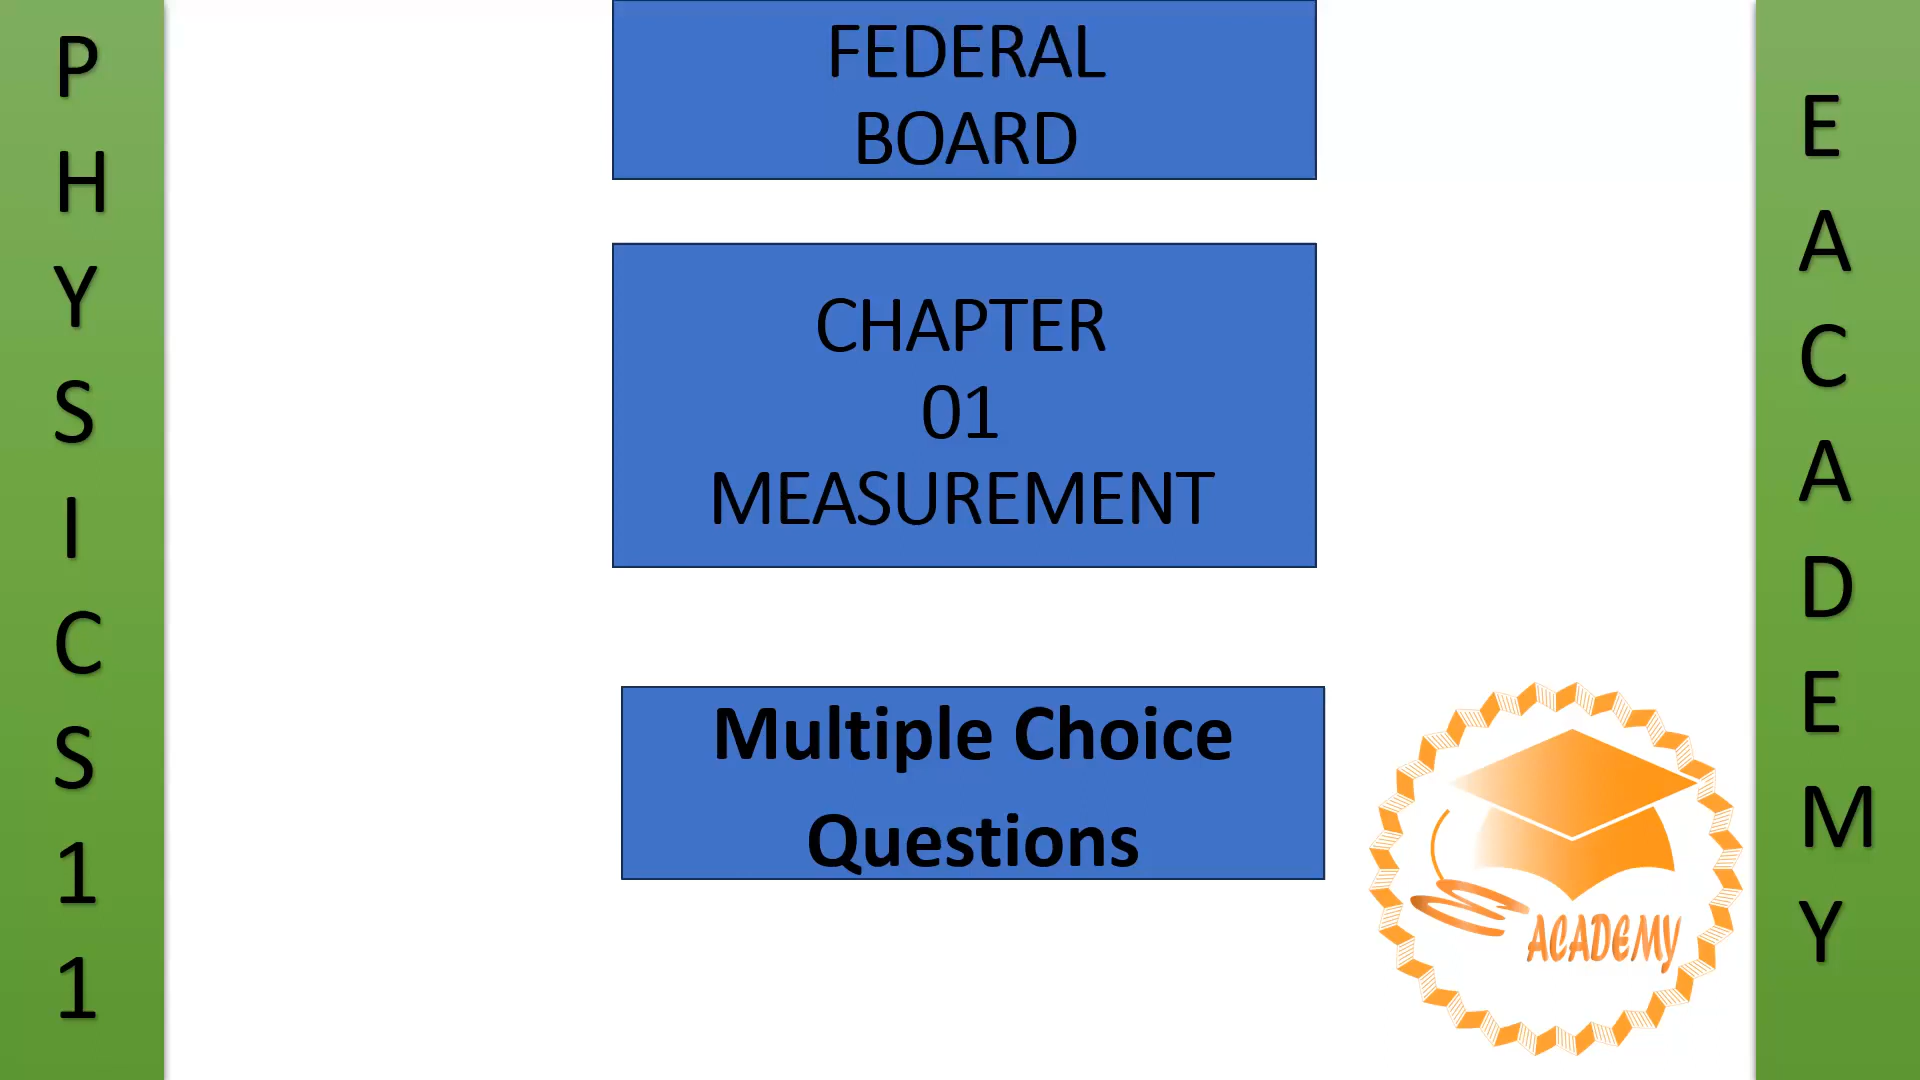 P
H
Y
S
I
C
S
1
1
FEDERAL
BOARD
CHAPTER
01
MEASUREMENT
Multiple Choice
Questions
E
A
C
A
D
E
M
Y
ACADEMY